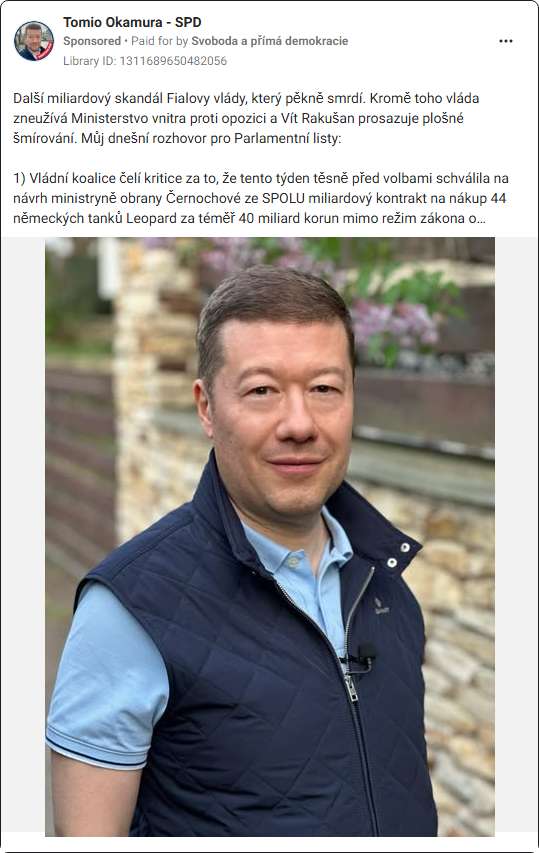 Tomio Okamura - SPD
Sponsored • Paid for by Svoboda a přímá demokracie
Library ID: 1311689650482056
Další miliardový skandál Fialovy vlády, který pěkně smrdí. Kromě toho vláda
zneužívá Ministerstvo vnitra proti opozici a Vít Rakušan prosazuje plošné
šmírování. Můj dnešní rozhovor pro Parlamentní listy:
1) Vládní koalice čelí kritice za to, že tento týden těsně před volbami schválila na
návrh ministryně obrany Černochové ze SPOLU miliardový kontrakt na nákup 44
německých tanků Leopard za téměř 40 miliard korun mimo režim zákona o…